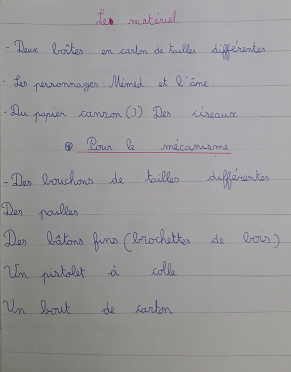 Le matériel
- Deux boîtes en carton de tailles différentes
- Les personnages: Mémed et l'âne.
- Du papier canson (?) Des ciseaux
Pour le mécanisme
- Des bouchons de tailles différentes
Des pailles
Des bâtons fins (brochettes de bois)
Un pistolet à colle
Un bout de carton